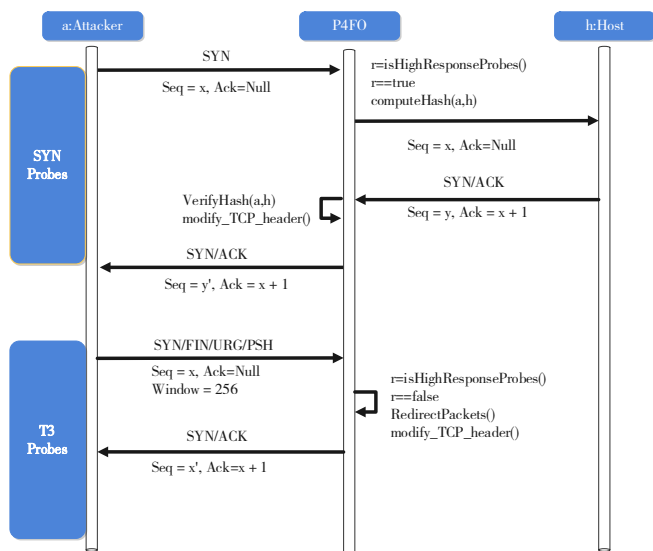 a:Attacker
P4FO
h:Host
SYN
Seq = x, Ack=Null
r=isHighResponseProbes()
r==true
computeHash(a,h)
Seq = x, Ack=Null
SYN
Probes
SYN/ACK
Seq = y, Ack = x + 1
VerifyHash(a,h)
modify_TCP_header()
SYN/ACK
Seq = y', Ack = x + 1
SYN/FIN/URG/PSH
Seq = x, Ack=Null
Window = 256
r=isHighResponseProbes()
r==false
RedirectPackets()
modify_TCP_header()
T3
Probes
SYN/ACK
Seq = x', Ack=x + 1